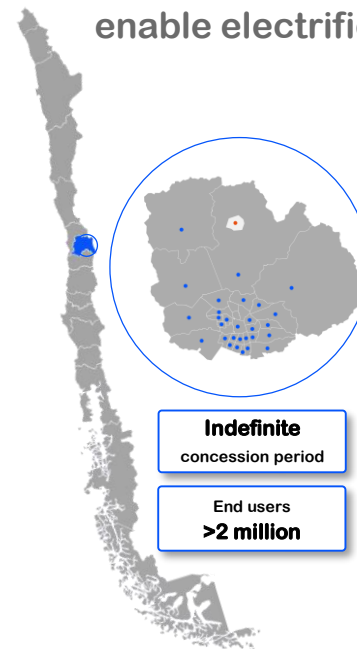 enable electrifi
Indefinite
concession period
End users
>2 million